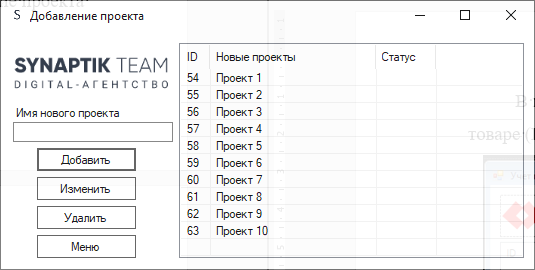 S Добавление проекта
SYNAPTIK TEAM
DIGITAL-АГЕНТСТВО
Имя нового проекта
Добавить
Изменить
Удалить
Меню
ID Новые проекты Статус
54 Проект 1
55 Проект 2
56 Проект 3
57 Проект 4
58 Проект 5
59 Проект 6
60 Проект 7
61 Проект 8
62 Проект 9
63 Проект 10